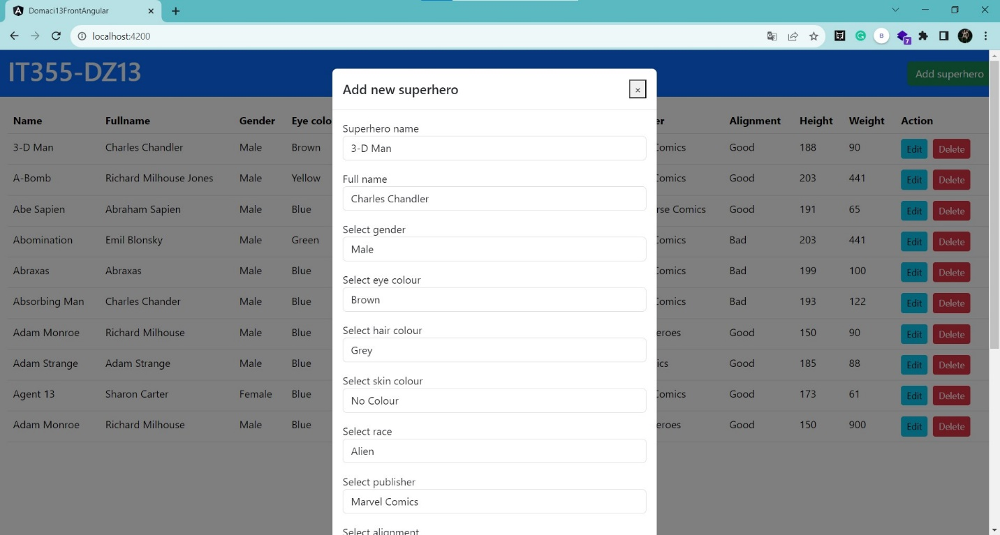 Domaci13FrontAngular
localhost:4200
B
7
IT355-DZ13
Add superhero
Add new superhero
×
Name Fullname Gender Eye colo er Alignment Height Weight Action
3-D Man Charles Chandler Male Brown Comics Good 188 90 Edit Delete
A-Bomb Richard Milhouse Jones Male Yellow Comics Good 203 441 Edit Delete
Abe Sapien Abraham Sapien Male Blue rse Comics Good 191 65 Edit Delete
Abomination Emil Blonsky Male Green Comics Bad 203 441 Edit Delete
Abraxas Abraxas Male Blue Comics Bad 199 100 Edit Delete
Absorbing Man Charles Chander Male Blue Comics Bad 193 122 Edit Delete
Adam Monroe Richard Milhouse Male Blue eroes Good 150 90 Edit Delete
Adam Strange Adam Strange Male Blue ics Good 185 88 Edit Delete
Agent 13 Sharon Carter Female Blue Comics Good 173 61 Edit Delete
Adam Monroe Richard Milhouse Male Blue eroes Good 150 900 Edit Delete
Superhero name
3-D Man
Full name
Charles Chandler
Select gender
Male
Select eye colour
Brown
Select hair colour
Grey
Select skin colour
No Colour
Select race
Alien
Select publisher
Marvel Comics
Select alignment